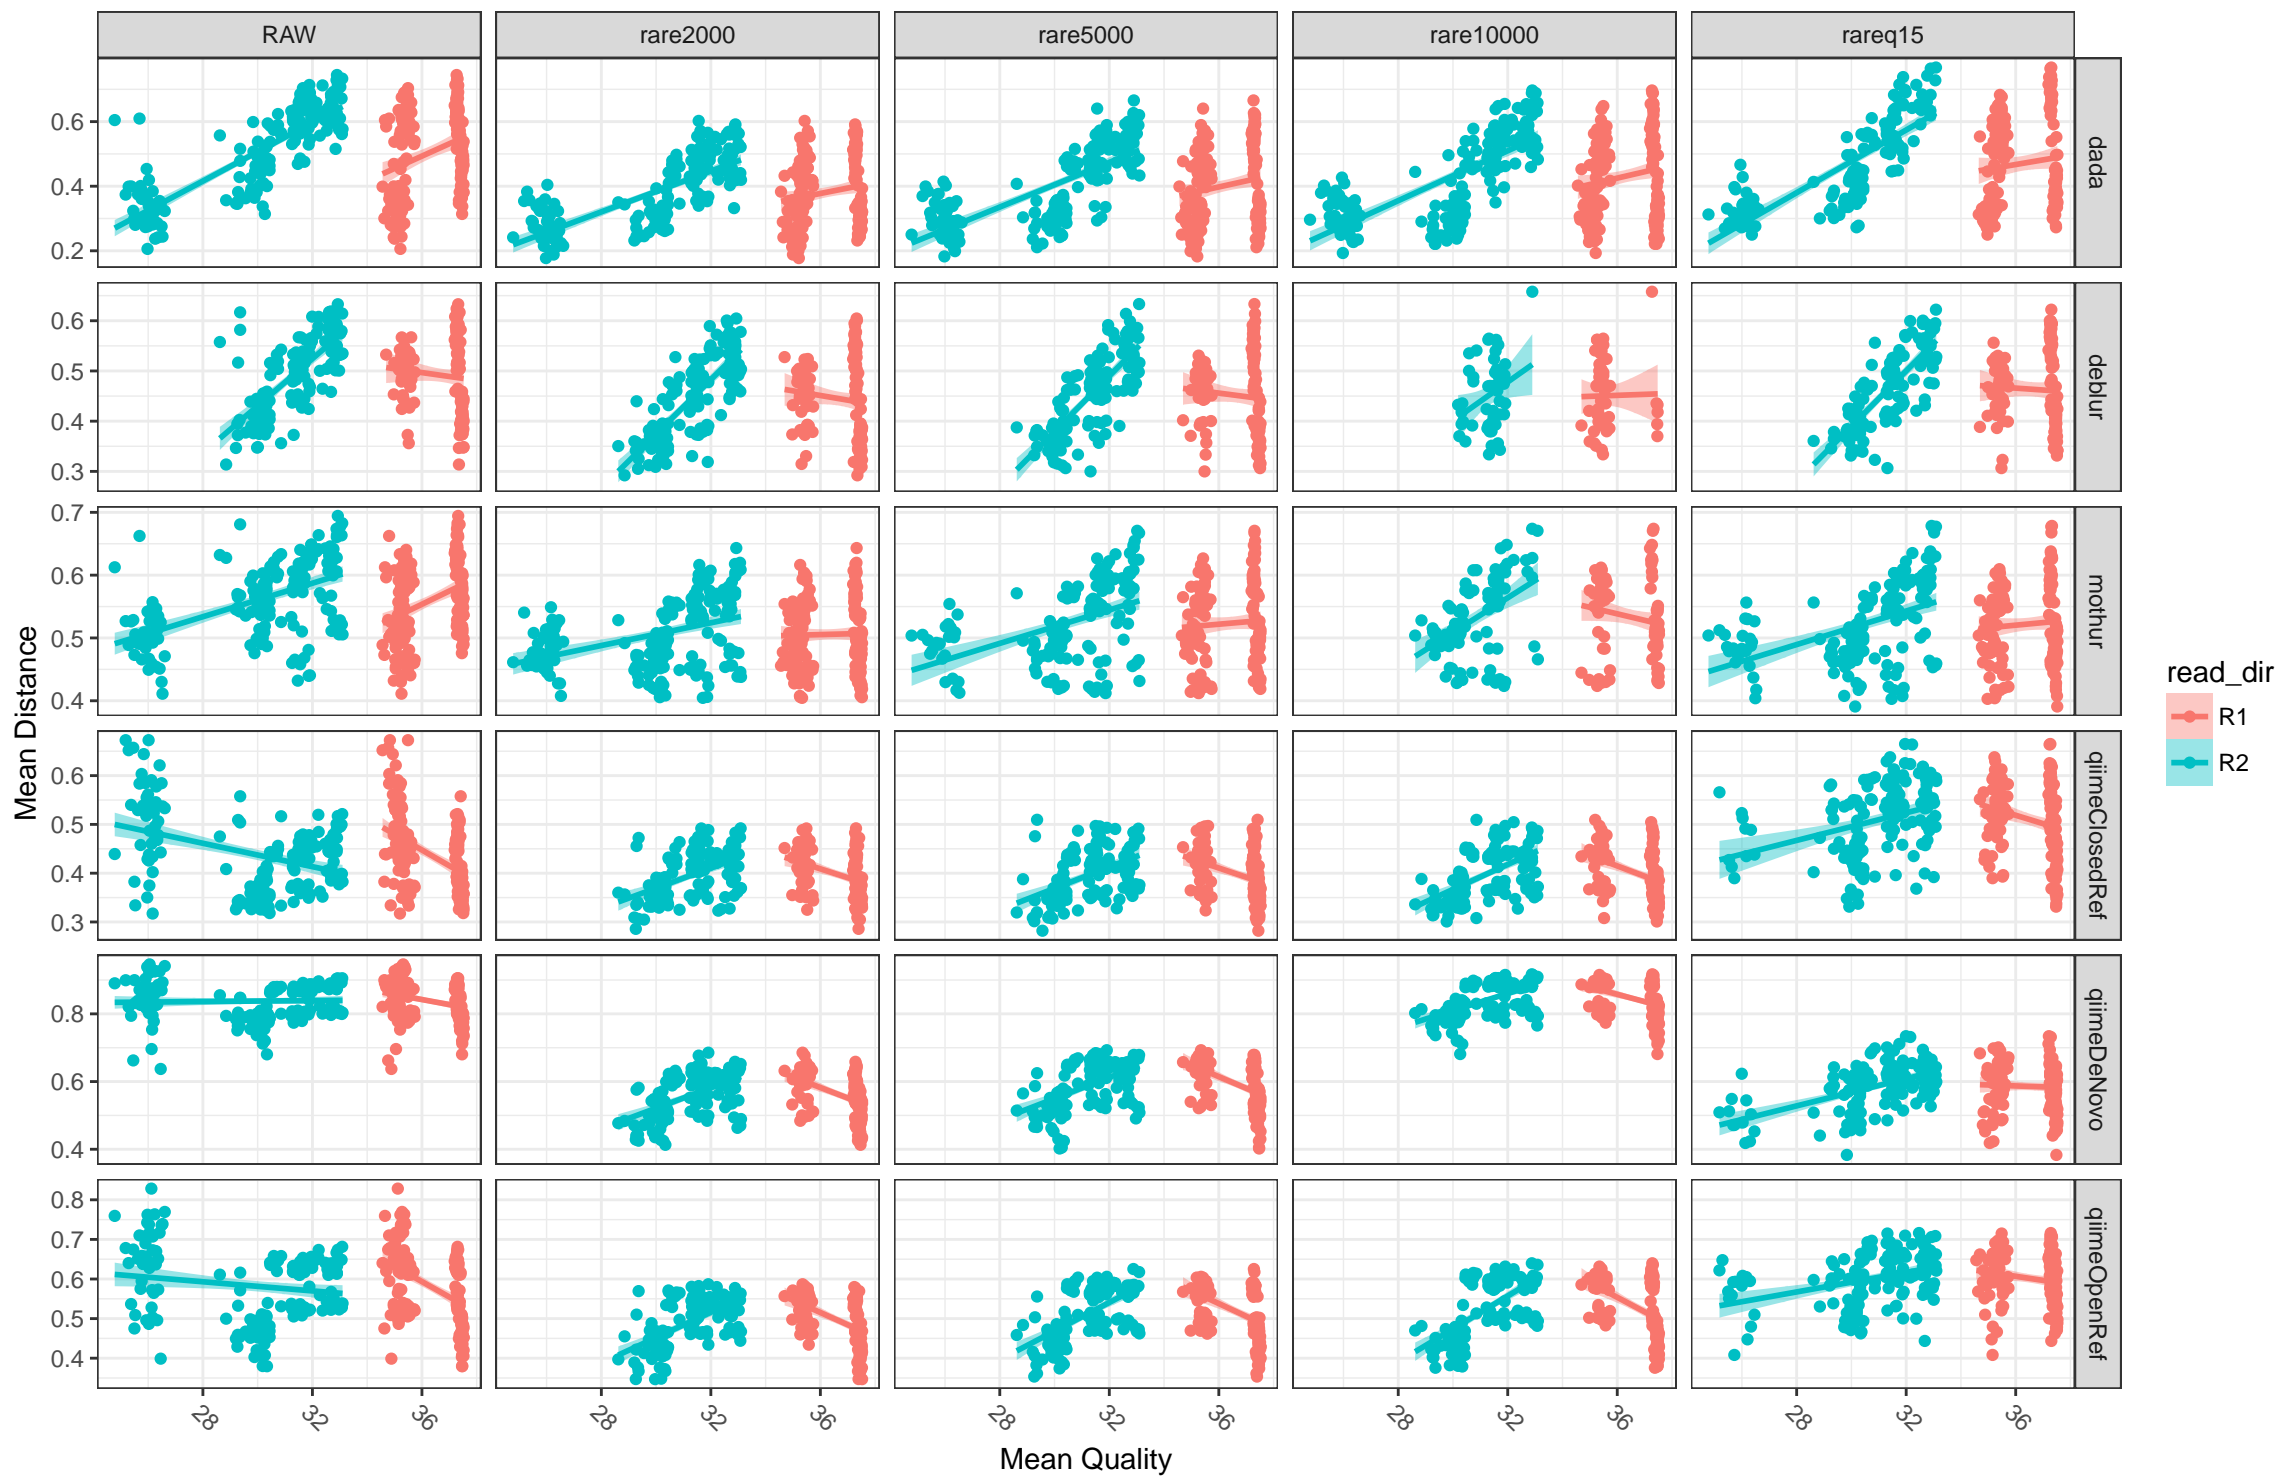 RAW rare2000 rare5000 rare10000 rareq15
0.6
0.4
0.2
dada
0.6
0.5
0.4
0.3
deblur
0.7
0.6
0.5
0.4
mothur
0.6
0.5
0.4
0.3
qiimeClosedRef
0.8
0.6
0.4
qiimeDeNovo
0.8
0.7
0.6
0.5
0.4
qiimeOpenRef
28 32 36 28 32 36 28 32 36 28 32 36 28 32 36
Mean Quality
Mean Distance
read_dir
R1
R2